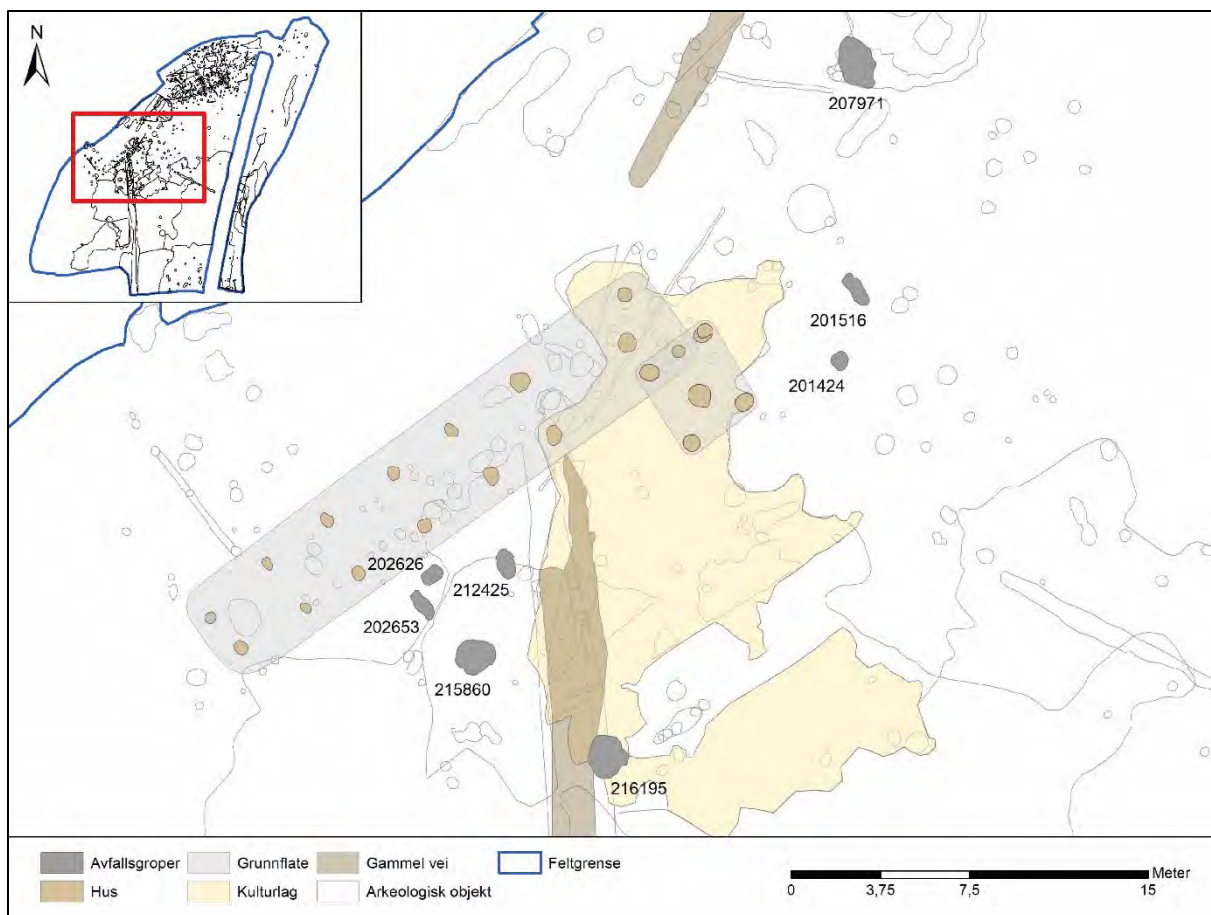 N
207971
201516
201424
202626
212425
202653
215860
216195
Avfallsgroper Grunnflate Gammel vei Feltgrense
Hus Kulturlag Arkeologisk objekt
Meter
0 3,75 7,5 15